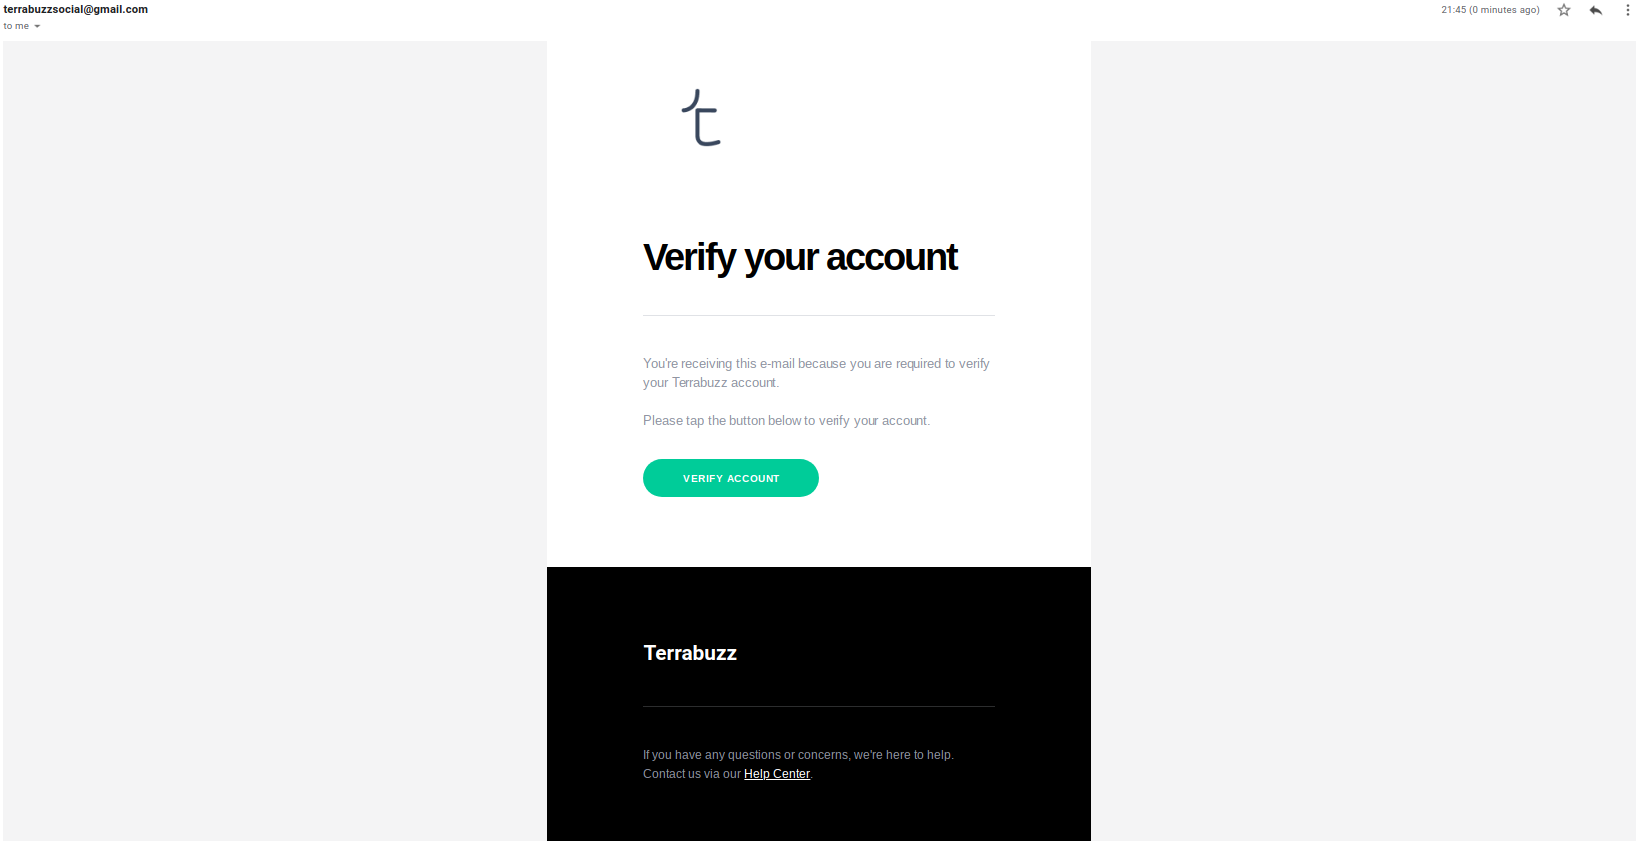 terrabuzzsocial@gmail.com
21:45 (0 minutes ago)
to me
t
Verify your account
You're receiving this e-mail because you are required to verify
your Terrabuzz account.
Please tap the button below to verify your account.
VERIFY ACCOUNT
Terrabuzz
If you have any questions or concerns, we're here to help.
Contact us via our Help Center.